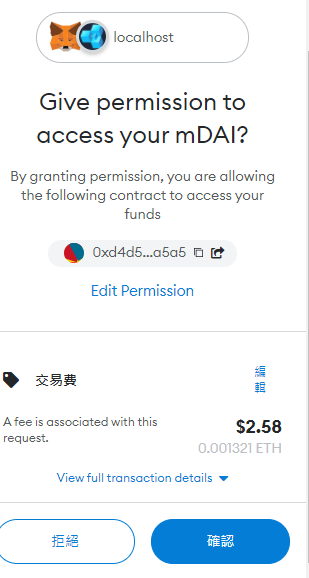 localhost
Give permission to
access your mDAI?
By granting permission, you are allowing
the following contract to access your
funds
0xd4d5...a5a5
Edit Permission
交易費
編
輯
A fee is associated with this
request.
$2.58
0.001321 ETH
View full transaction details
拒絕
確認